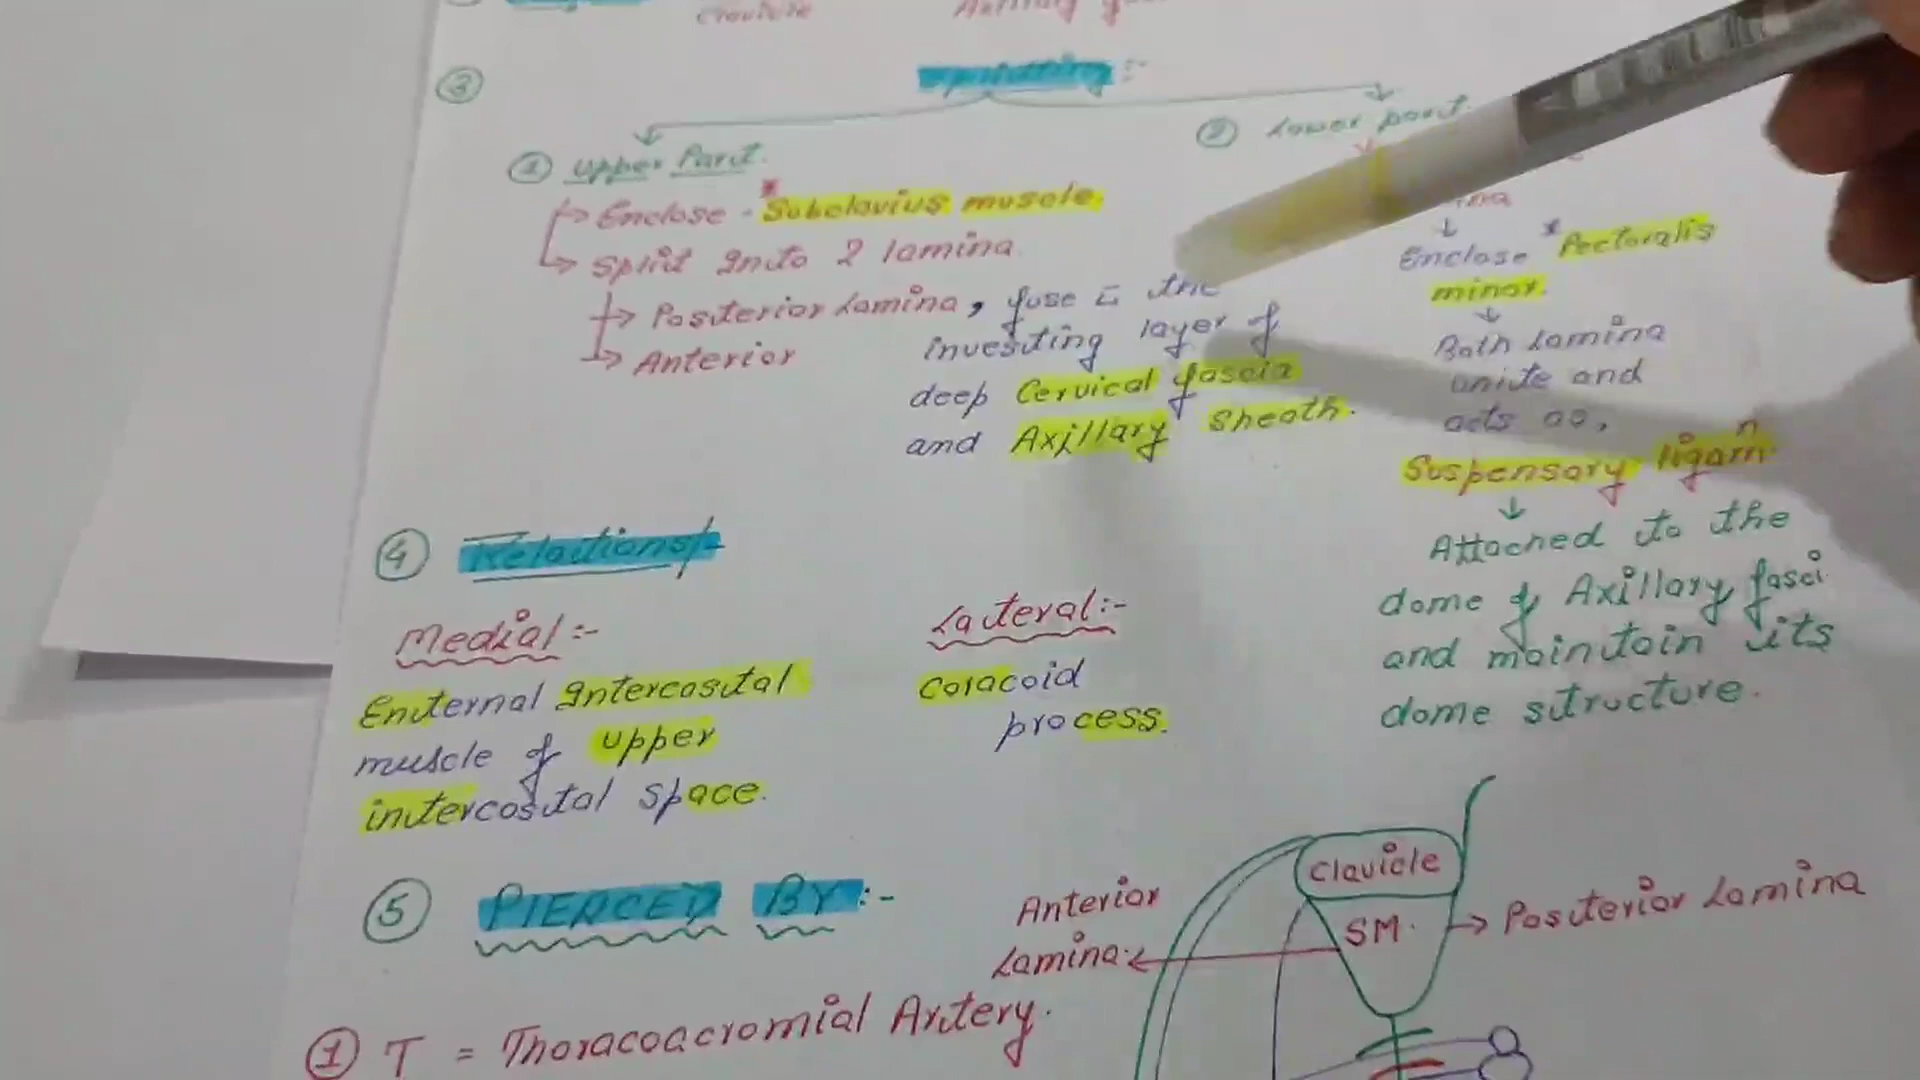 Clavicle
③
Splitting :-
① Upper Part.
→ Enclose - *Subclavius muscle.
→ Split Into 2 lamina.
→ Posterior Lamina, fuse c̄ the
investing layer of
deep Cervical fascia
and Axillary Sheath.
→ Anterior
② Lower part.
Enclose *Pectoralis
minor.
Both Lamina
unite and
acts as,
Suspensory ligam
Attached to the
dome of Axillary fasci
and maintain its
dome structure.
④ Relations:-
Medial:-
External Intercostal
muscle of upper
intercostal space.
Lateral:-
Coracoid
process.
⑤ PIERCED BY:-
① T = Thoracoacromial Artery.
Clavicle
SM.
→ Posterior Lamina
Anterior
Lamina.